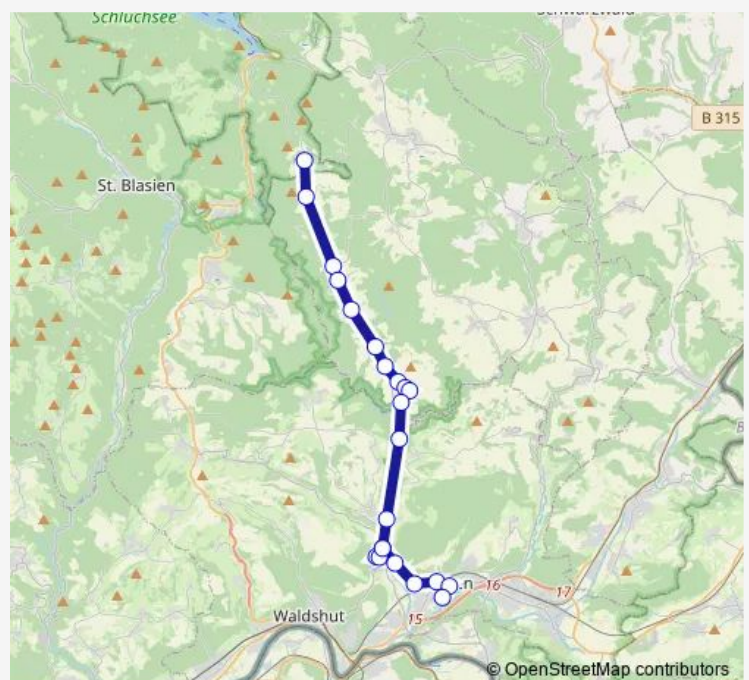 Schluchsee
B 315
St. Blasien
16
17
15
Waldshut
© OpenStreetMap contributors